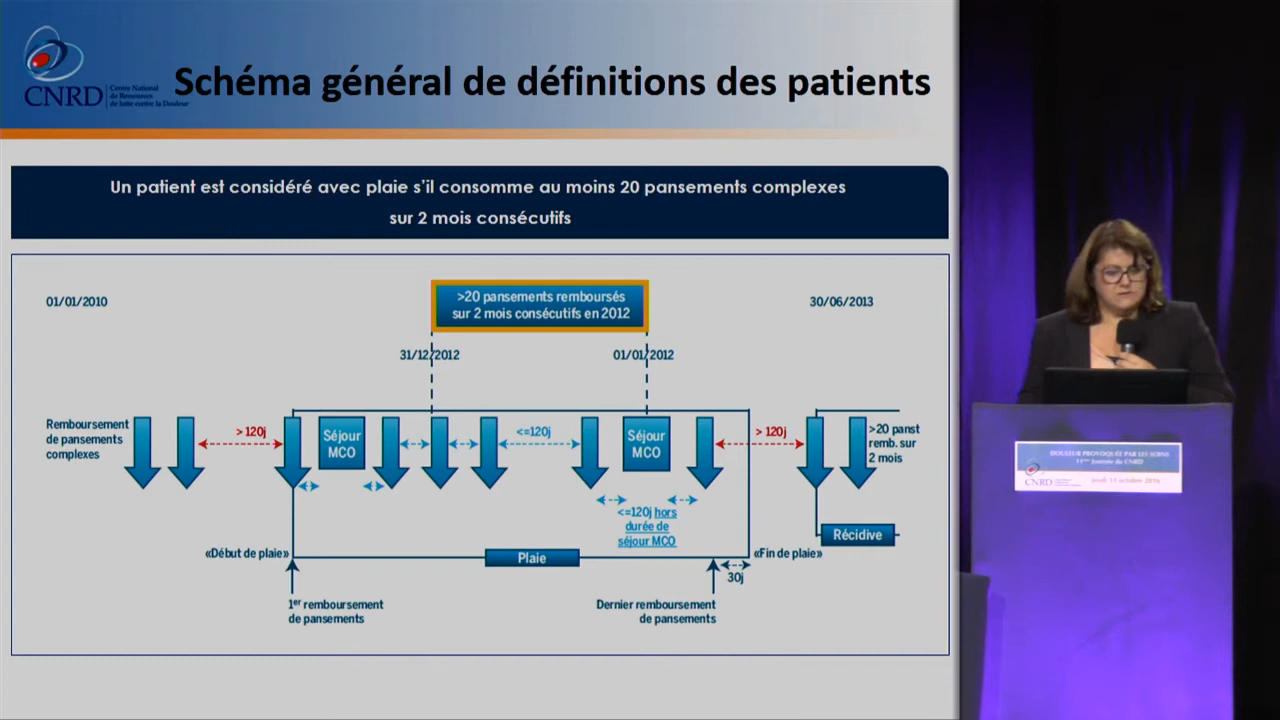 CNRD
Centre National
de Ressources
de lutte contre la Douleur
Schéma général de définitions des patients
Un patient est considéré avec plaie s'il consomme au moins 20 pansements complexes
sur 2 mois consécutifs
01/01/2010
>20 pansements remboursés
sur 2 mois consécutifs en 2012
30/06/2013
31/12/2012
01/01/2012
Remboursement
de pansements
complexes
> 120j
Séjour
MCO
<=120j
Séjour
MCO
> 120j
>20 panst
remb. sur
2 mois
<=120j hors
durée de
séjour MCO
Récidive
«Début de plaie»
Plaie
«Fin de plaie»
30j
1er remboursement
de pansements
Dernier remboursement
de pansements
DOULEUR PROVOQUÉE PAR LES SOINS
11ème Journée du CNRD
CNRD